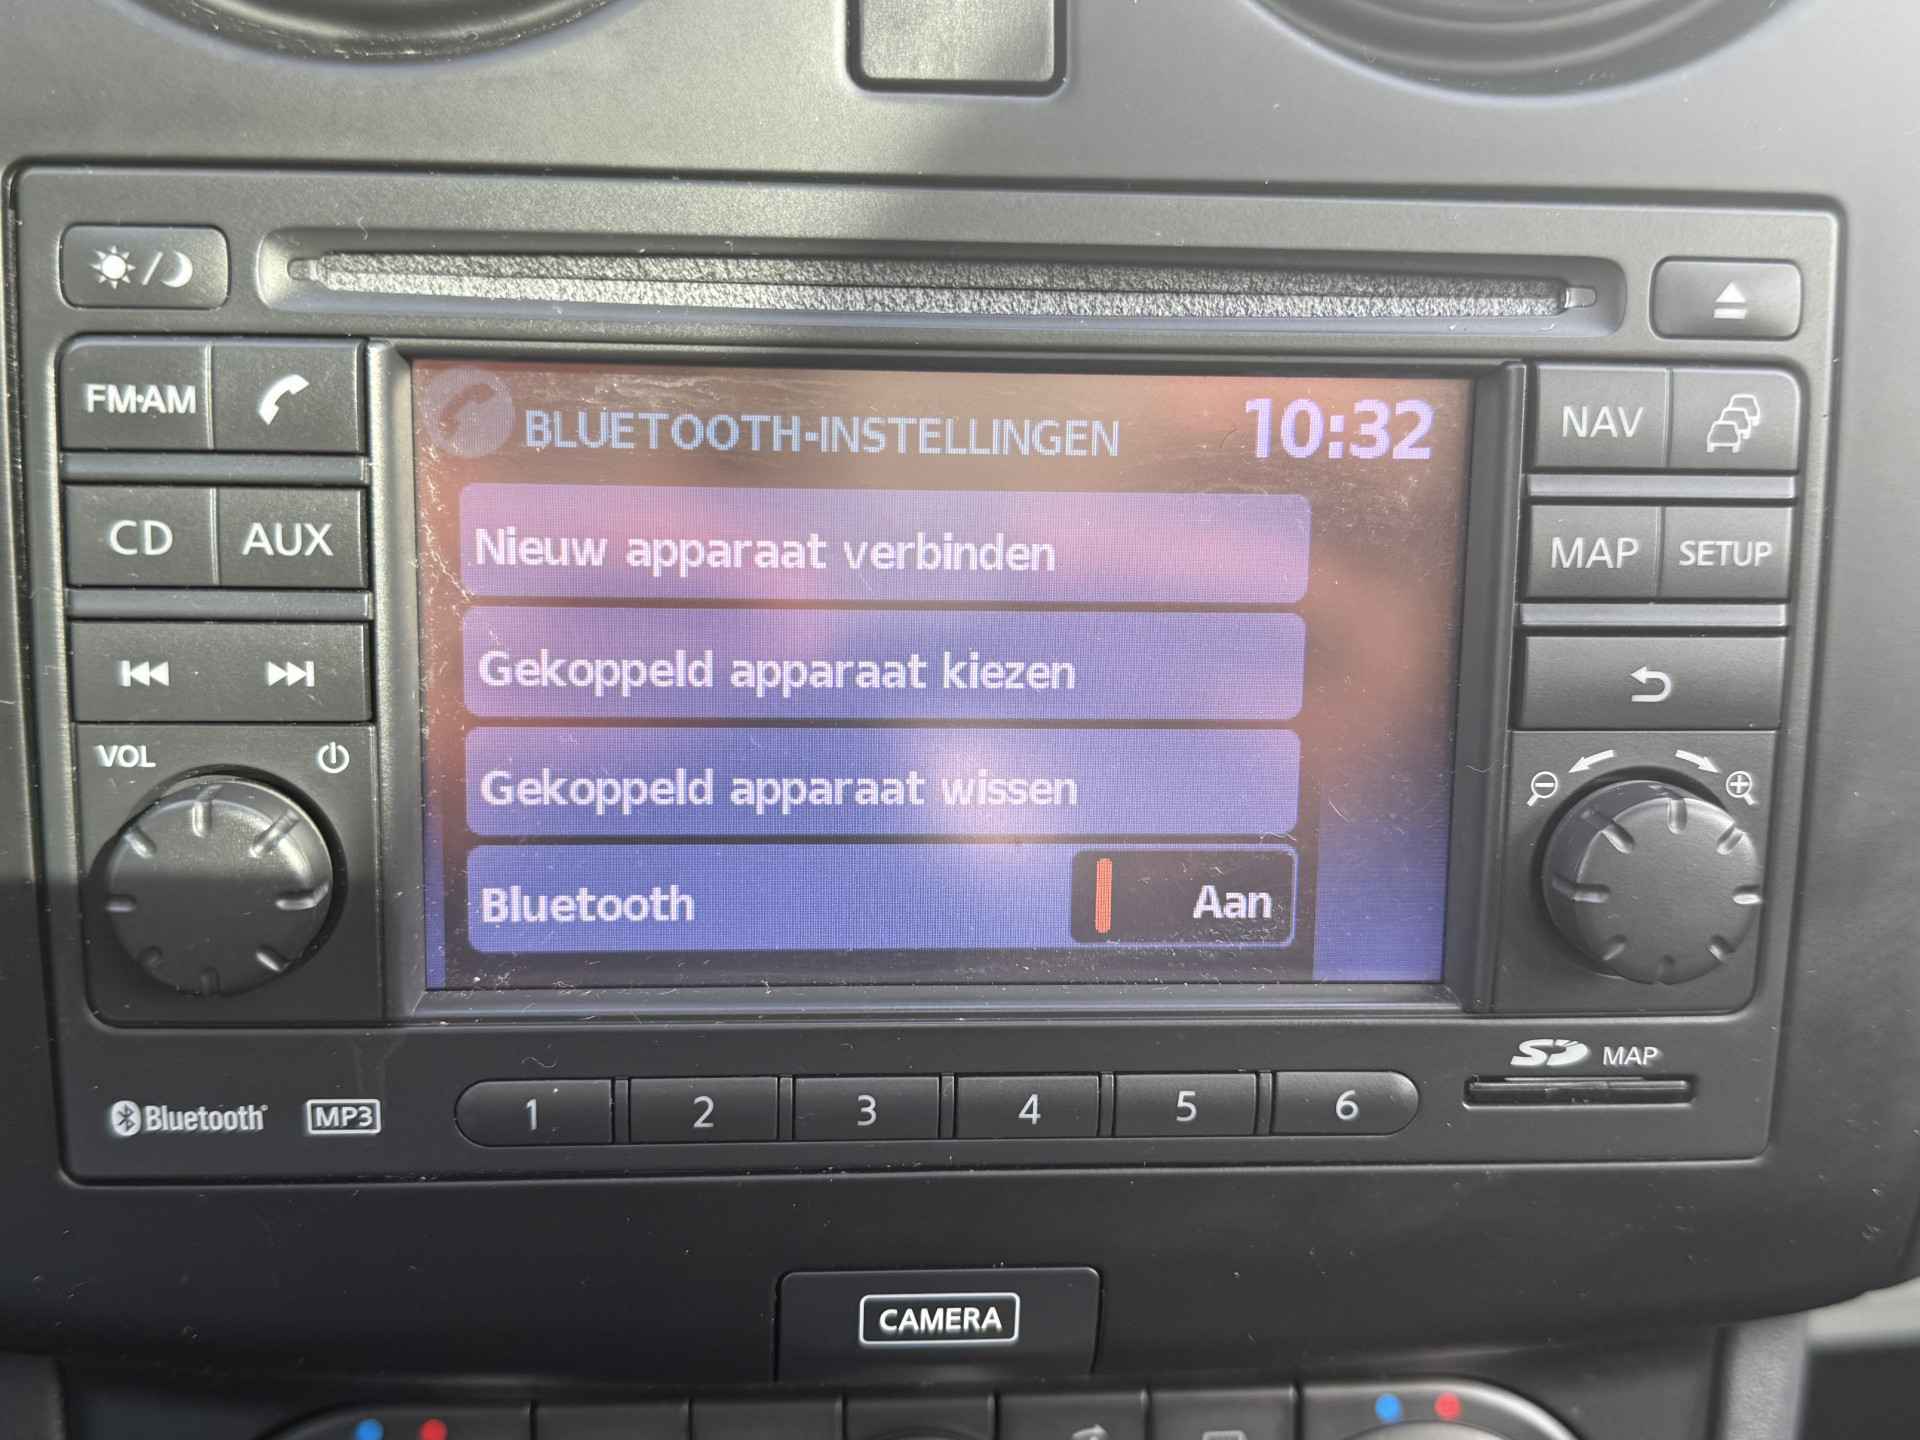 FM·AM
CD AUX
VOL
BLUETOOTH-INSTELLINGEN 10:32
Nieuw apparaat verbinden
Gekoppeld apparaat kiezen
Gekoppeld apparaat wissen
Bluetooth Aan
NAV
MAP SETUP
Bluetooth® MP3
1 2 3 4 5 6
SD MAP
CAMERA